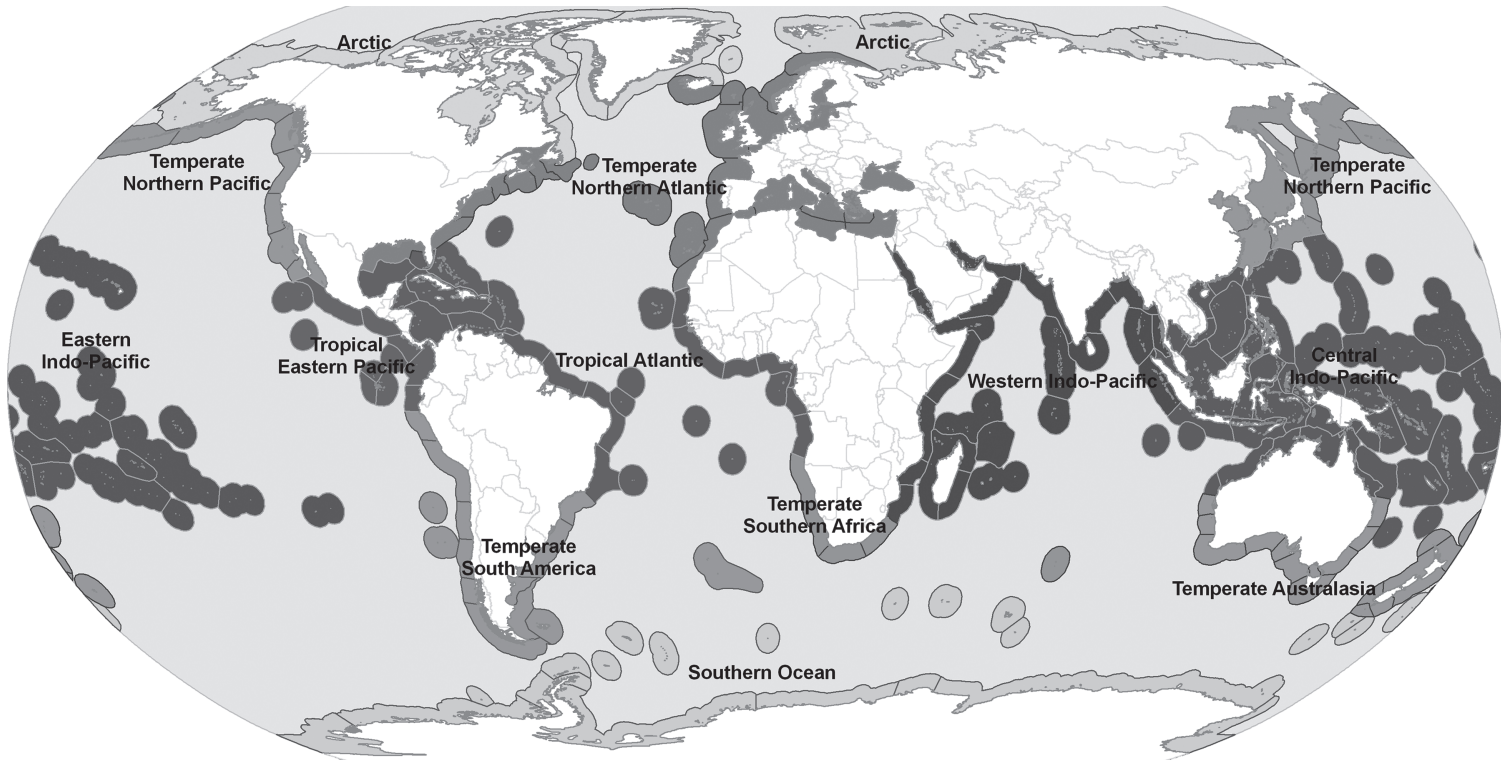 Arctic
Arctic
Temperate
Northern Pacific
Temperate
Northern Atlantic
Temperate
Northern Pacific
Eastern
Indo-Pacific
Tropical
Eastern Pacific
Tropical Atlantic
Western Indo-Pacific
Central
Indo-Pacific
Temperate
Southern Africa
Temperate
South America
Temperate Australasia
Southern Ocean